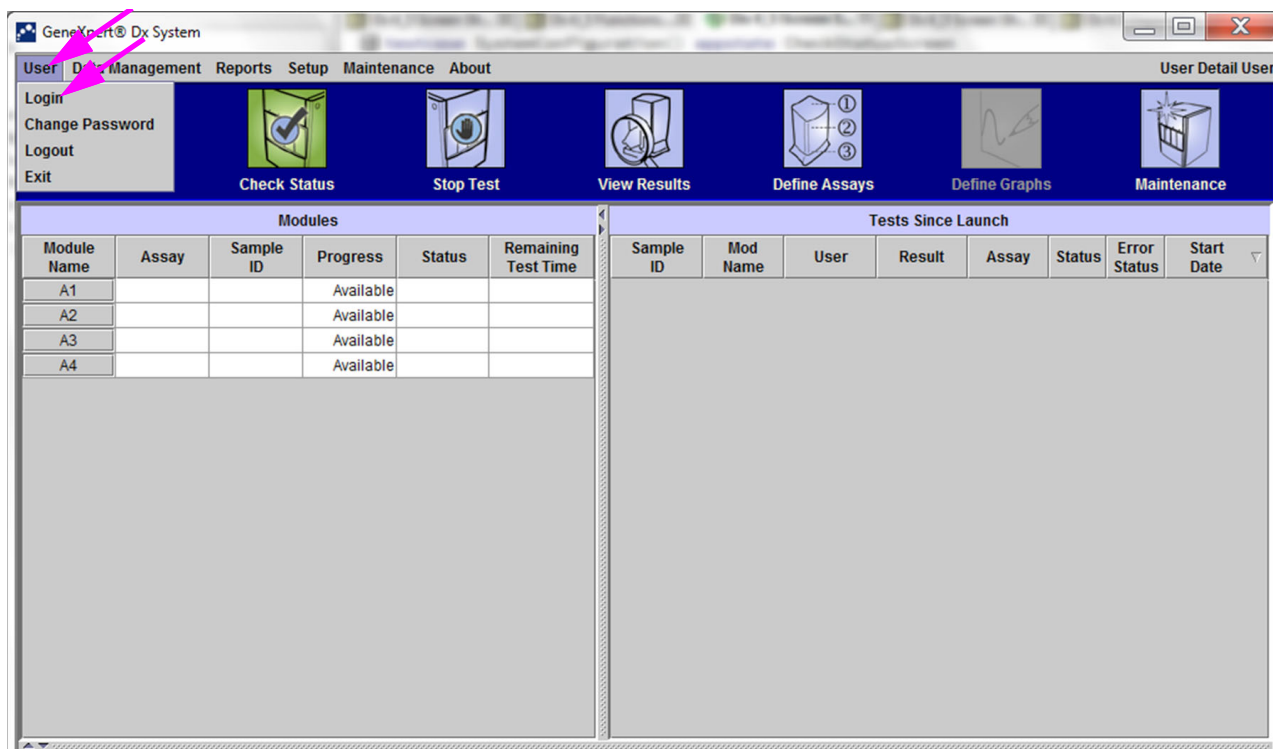 GeneXpert® Dx System
User Data Management Reports Setup Maintenance About User Detail User
Login
Change Password
Logout
Exit
Check Status Stop Test View Results Define Assays Define Graphs Maintenance
①
②
③
Modules
Module Name Assay Sample ID Progress Status Remaining Test Time
A1 Available
A2 Available
A3 Available
A4 Available
Tests Since Launch
Sample ID Mod Name User Result Assay Status Error Status Start Date